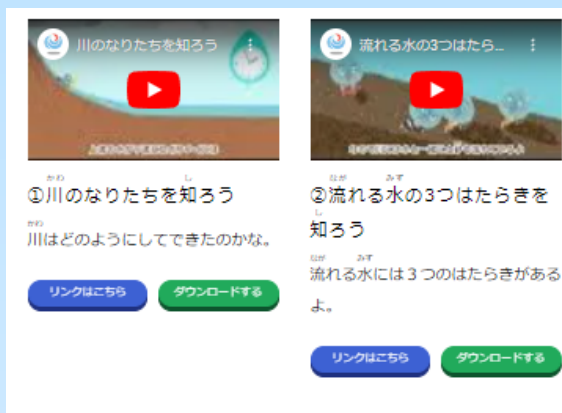 川のなりたちを知ろう
①川のなりたちを知ろう
川はどのようにしてできたのかな。
リンクはこちら
ダウンロードする
流れる水の3つはたら...
②流れる水の3つはたらきを
知ろう
流れる水には３つのはたらきがある
よ。
リンクはこちら
ダウンロードする